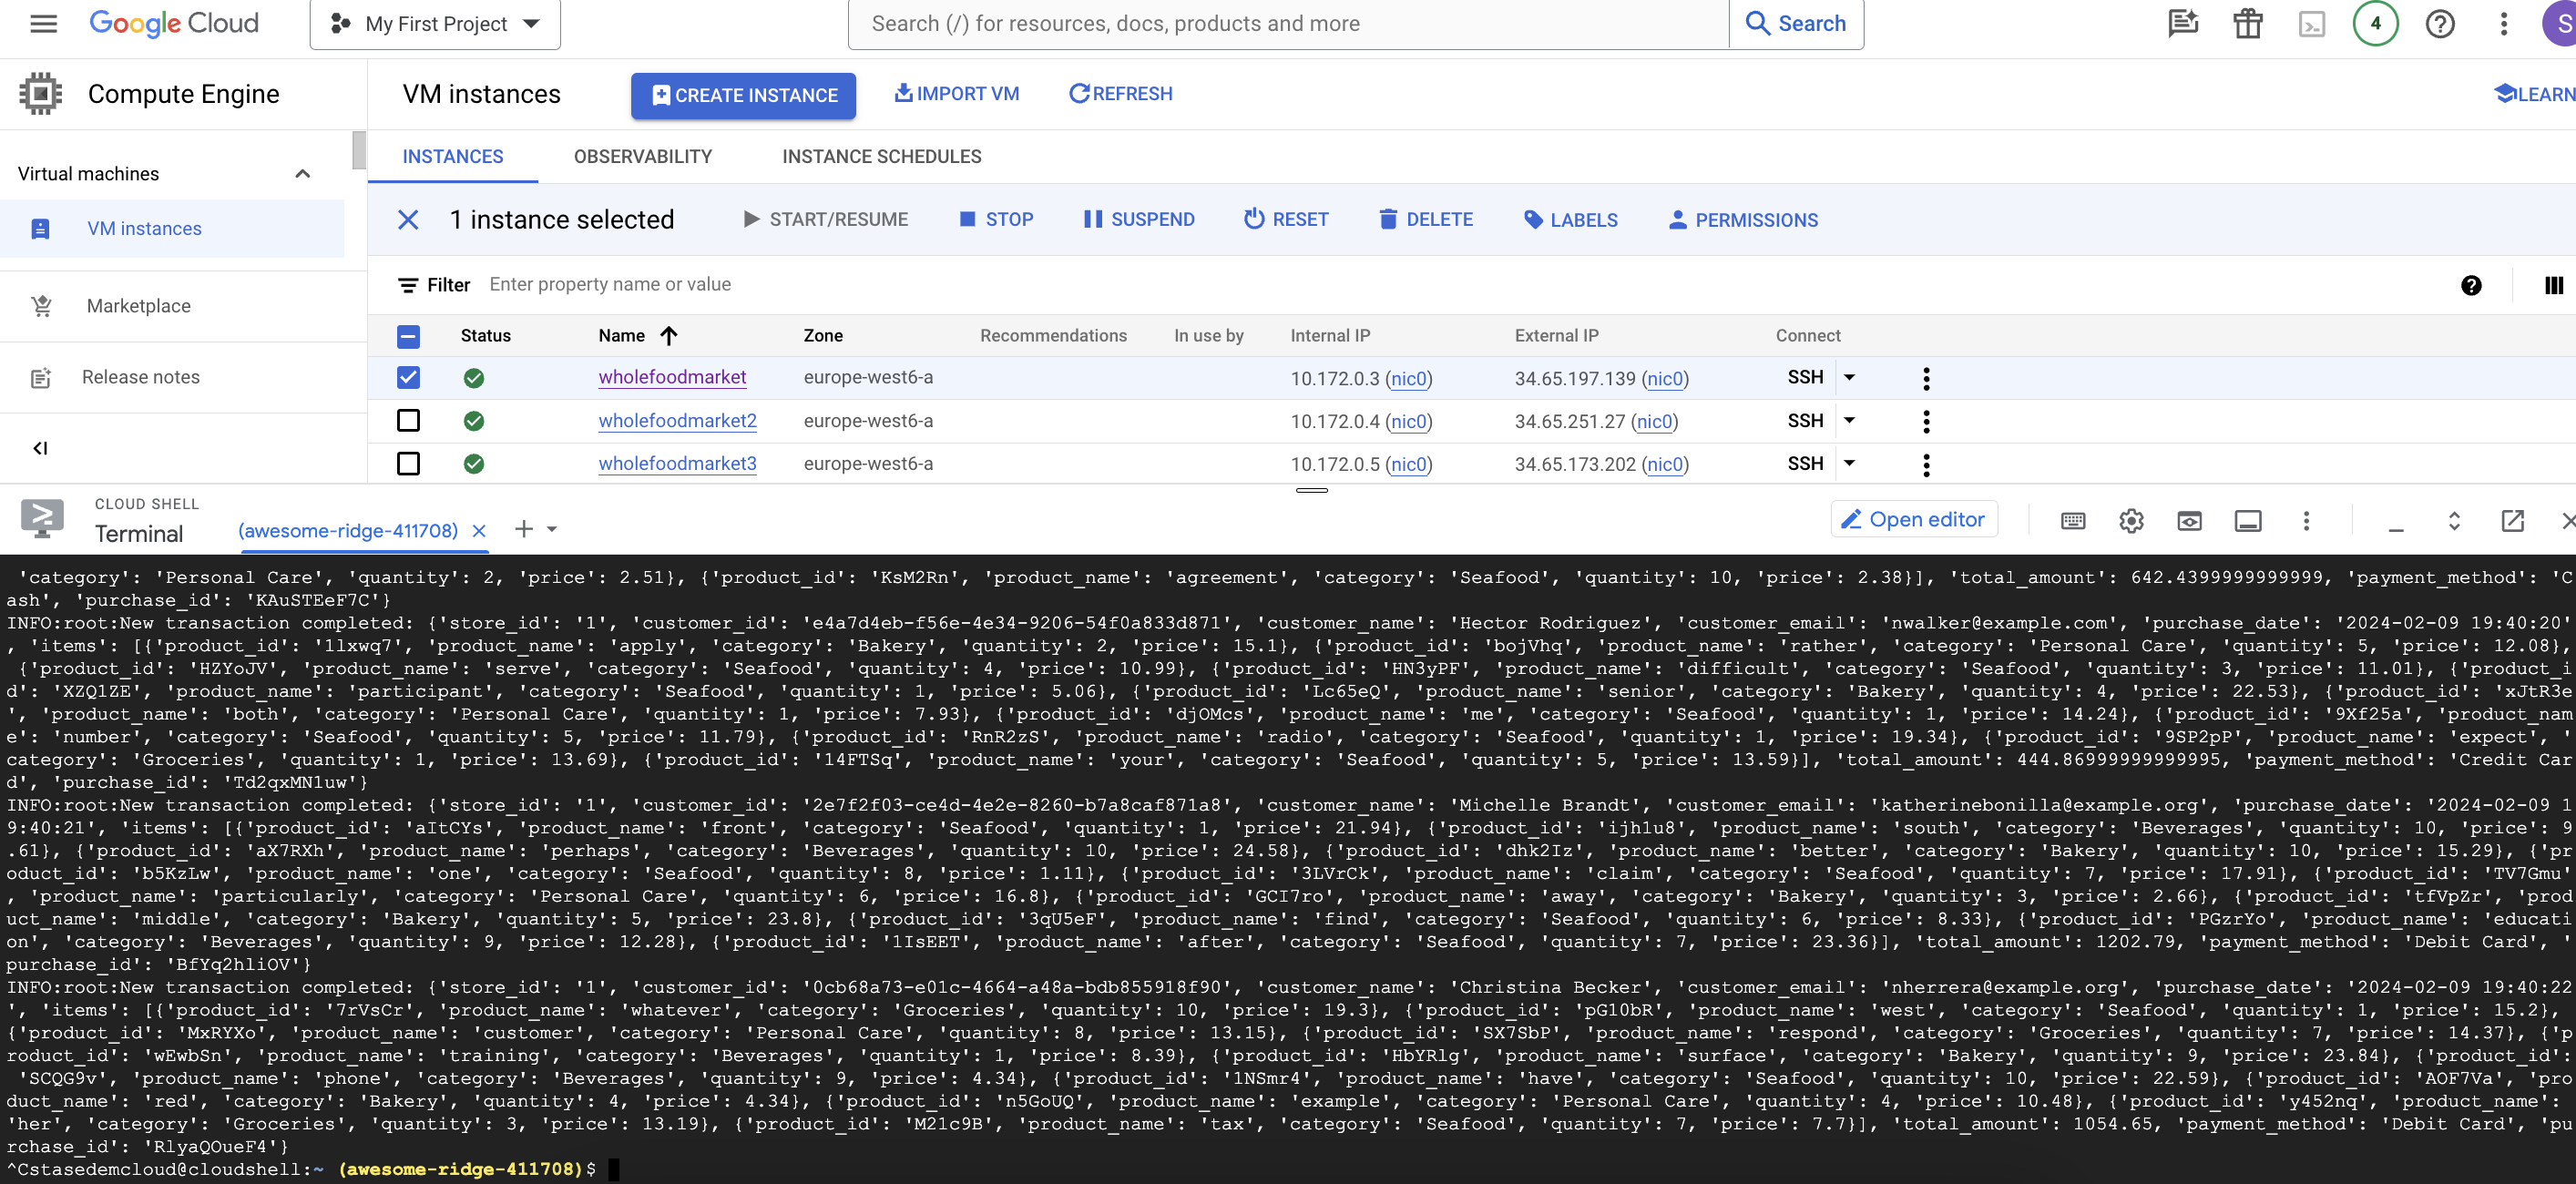 Google Cloud
My First Project
Search (/) for resources, docs, products and more
Search
4
S
Compute Engine
VM instances
CREATE INSTANCE
IMPORT VM
REFRESH
LEARN
Virtual machines
VM instances
Marketplace
Release notes
INSTANCES OBSERVABILITY INSTANCE SCHEDULES
1 instance selected START/RESUME STOP SUSPEND RESET DELETE LABELS PERMISSIONS
Filter Enter property name or value
Status Name Zone Recommendations In use by Internal IP External IP Connect
wholefoodmarket europe-west6-a 10.172.0.3 (nic0) 34.65.197.139 (nic0) SSH
wholefoodmarket2 europe-west6-a 10.172.0.4 (nic0) 34.65.251.27 (nic0) SSH
wholefoodmarket3 europe-west6-a 10.172.0.5 (nic0) 34.65.173.202 (nic0) SSH
CLOUD SHELL
Terminal
(awesome-ridge-411708)
Open editor
'category': 'Personal Care', 'quantity': 2, 'price': 2.51}, {'product_id': 'KsM2Rn', 'product_name': 'agreement', 'category': 'Seafood', 'quantity': 10, 'price': 2.38}], 'total_amount': 642.4399999999999, 'payment_method': 'C
ash', 'purchase_id': 'KAuSTEeF7C'}
INFO:root:New transaction completed: {'store_id': '1', 'customer_id': 'e4a7d4eb-f56e-4e34-9206-54f0a833d871', 'customer_name': 'Hector Rodriguez', 'customer_email': 'nwalker@example.com', 'purchase_date': '2024-02-09 19:40:20'
, 'items': [{'product_id': '1lxwq7', 'product_name': 'apply', 'category': 'Bakery', 'quantity': 2, 'price': 15.1}, {'product_id': 'bojVhq', 'product_name': 'rather', 'category': 'Personal Care', 'quantity': 5, 'price': 12.08},
{'product_id': 'HZYoJV', 'product_name': 'serve', 'category': 'Seafood', 'quantity': 4, 'price': 10.99}, {'product_id': 'HN3yPF', 'product_name': 'difficult', 'category': 'Seafood', 'quantity': 3, 'price': 11.01}, {'product_i
d': 'XZQ1ZE', 'product_name': 'participant', 'category': 'Seafood', 'quantity': 1, 'price': 5.06}, {'product_id': 'Lc65eQ', 'product_name': 'senior', 'category': 'Bakery', 'quantity': 4, 'price': 22.53}, {'product_id': 'xJtR3e
', 'product_name': 'both', 'category': 'Personal Care', 'quantity': 1, 'price': 7.93}, {'product_id': 'djOMcs', 'product_name': 'me', 'category': 'Seafood', 'quantity': 1, 'price': 14.24}, {'product_id': '9Xf25a', 'product_nam
e': 'number', 'category': 'Seafood', 'quantity': 5, 'price': 11.79}, {'product_id': 'RnR2zS', 'product_name': 'radio', 'category': 'Seafood', 'quantity': 1, 'price': 19.34}, {'product_id': '9SP2pP', 'product_name': 'expect', '
category': 'Groceries', 'quantity': 1, 'price': 13.69}, {'product_id': '14FTSq', 'product_name': 'your', 'category': 'Seafood', 'quantity': 5, 'price': 13.59}], 'total_amount': 444.86999999999995, 'payment_method': 'Credit Car
d', 'purchase_id': 'Td2qxMN1uw'}
INFO:root:New transaction completed: {'store_id': '1', 'customer_id': '2e7f2f03-ce4d-4e2e-8260-b7a8caf871a8', 'customer_name': 'Michelle Brandt', 'customer_email': 'katherinebonilla@example.org', 'purchase_date': '2024-02-09 1
9:40:21', 'items': [{'product_id': 'aItCYs', 'product_name': 'front', 'category': 'Seafood', 'quantity': 1, 'price': 21.94}, {'product_id': 'ijh1u8', 'product_name': 'south', 'category': 'Beverages', 'quantity': 10, 'price': 9
.61}, {'product_id': 'aX7RXh', 'product_name': 'perhaps', 'category': 'Beverages', 'quantity': 10, 'price': 24.58}, {'product_id': 'dhk2Iz', 'product_name': 'better', 'category': 'Bakery', 'quantity': 10, 'price': 15.29}, {'pr
oduct_id': 'b5KzLw', 'product_name': 'one', 'category': 'Seafood', 'quantity': 8, 'price': 1.11}, {'product_id': '3LVrCk', 'product_name': 'claim', 'category': 'Seafood', 'quantity': 7, 'price': 17.91}, {'product_id': 'TV7Gmu'
, 'product_name': 'particularly', 'category': 'Personal Care', 'quantity': 6, 'price': 16.8}, {'product_id': 'GCI7ro', 'product_name': 'away', 'category': 'Bakery', 'quantity': 3, 'price': 2.66}, {'product_id': 'tfVpZr', 'prod
uct_name': 'middle', 'category': 'Bakery', 'quantity': 5, 'price': 23.8}, {'product_id': '3qU5eF', 'product_name': 'find', 'category': 'Seafood', 'quantity': 6, 'price': 8.33}, {'product_id': 'PGzrYo', 'product_name': 'educati
on', 'category': 'Beverages', 'quantity': 9, 'price': 12.28}, {'product_id': '1IsEET', 'product_name': 'after', 'category': 'Seafood', 'quantity': 7, 'price': 23.36}], 'total_amount': 1202.79, 'payment_method': 'Debit Card', '
purchase_id': 'BfYq2hliOV'}
INFO:root:New transaction completed: {'store_id': '1', 'customer_id': '0cb68a73-e01c-4664-a48a-bdb855918f90', 'customer_name': 'Christina Becker', 'customer_email': 'nherrera@example.org', 'purchase_date': '2024-02-09 19:40:22
', 'items': [{'product_id': '7rVsCr', 'product_name': 'whatever', 'category': 'Groceries', 'quantity': 10, 'price': 19.3}, {'product_id': 'pG10bR', 'product_name': 'west', 'category': 'Seafood', 'quantity': 1, 'price': 15.2},
{'product_id': 'MxRYXo', 'product_name': 'customer', 'category': 'Personal Care', 'quantity': 8, 'price': 13.15}, {'product_id': 'SX7SbP', 'product_name': 'respond', 'category': 'Groceries', 'quantity': 7, 'price': 14.37}, {'p
roduct_id': 'wEwbSn', 'product_name': 'training', 'category': 'Beverages', 'quantity': 1, 'price': 8.39}, {'product_id': 'HbYRlg', 'product_name': 'surface', 'category': 'Bakery', 'quantity': 9, 'price': 23.84}, {'product_id':
'SCQG9v', 'product_name': 'phone', 'category': 'Beverages', 'quantity': 9, 'price': 4.34}, {'product_id': '1NSmr4', 'product_name': 'have', 'category': 'Seafood', 'quantity': 10, 'price': 22.59}, {'product_id': 'AOF7Va', 'pro
duct_name': 'red', 'category': 'Bakery', 'quantity': 4, 'price': 4.34}, {'product_id': 'n5GoUQ', 'product_name': 'example', 'category': 'Personal Care', 'quantity': 4, 'price': 10.48}, {'product_id': 'y452nq', 'product_name':
'her', 'category': 'Groceries', 'quantity': 3, 'price': 13.19}, {'product_id': 'M21c9B', 'product_name': 'tax', 'category': 'Seafood', 'quantity': 7, 'price': 7.7}], 'total_amount': 1054.65, 'payment_method': 'Debit Card', 'pu
rchase_id': 'RlyaQOueF4'}
^Cstasedemcloud@cloudshell:~ (awesome-ridge-411708)$